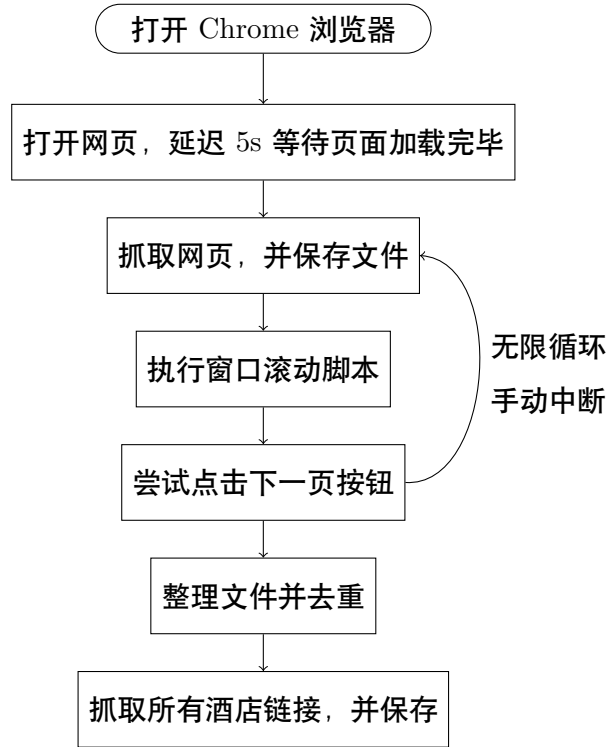 打开 Chrome 浏览器
打开网页，延迟 5s 等待页面加载完毕
抓取网页，并保存文件
执行窗口滚动脚本
无限循环
手动中断
尝试点击下一页按钮
整理文件并去重
抓取所有酒店链接，并保存